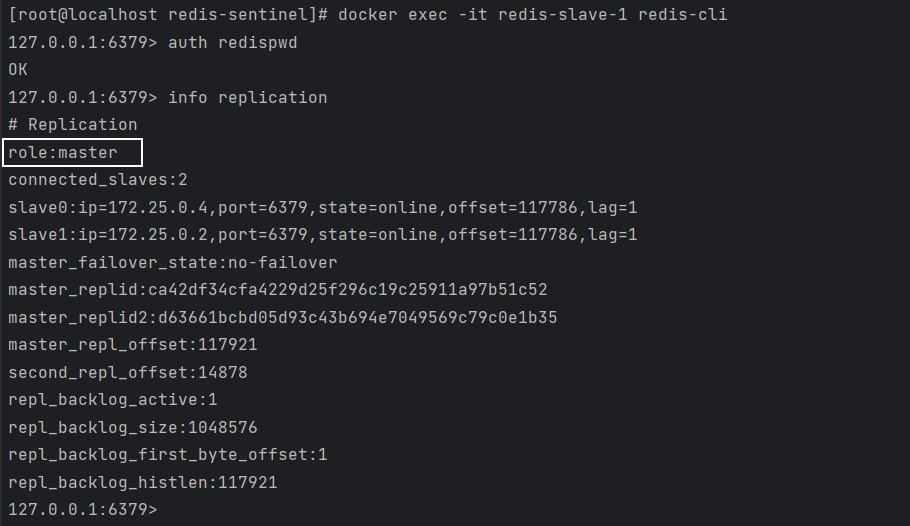 [root@localhost redis-sentinel]# docker exec -it redis-slave-1 redis-cli
127.0.0.1:6379> auth redispwd
OK
127.0.0.1:6379> info replication
# Replication
role:master
connected_slaves:2
slave0:ip=172.25.0.4,port=6379,state=online,offset=117786,lag=1
slave1:ip=172.25.0.2,port=6379,state=online,offset=117786,lag=1
master_failover_state:no-failover
master_replid:ca42df34cfa4229d25f296c19c25911a97b51c52
master_replid2:d63661bcbd05d93c43b694e7049569c79c0e1b35
master_repl_offset:117921
second_repl_offset:14878
repl_backlog_active:1
repl_backlog_size:1048576
repl_backlog_first_byte_offset:1
repl_backlog_histlen:117921
127.0.0.1:6379>